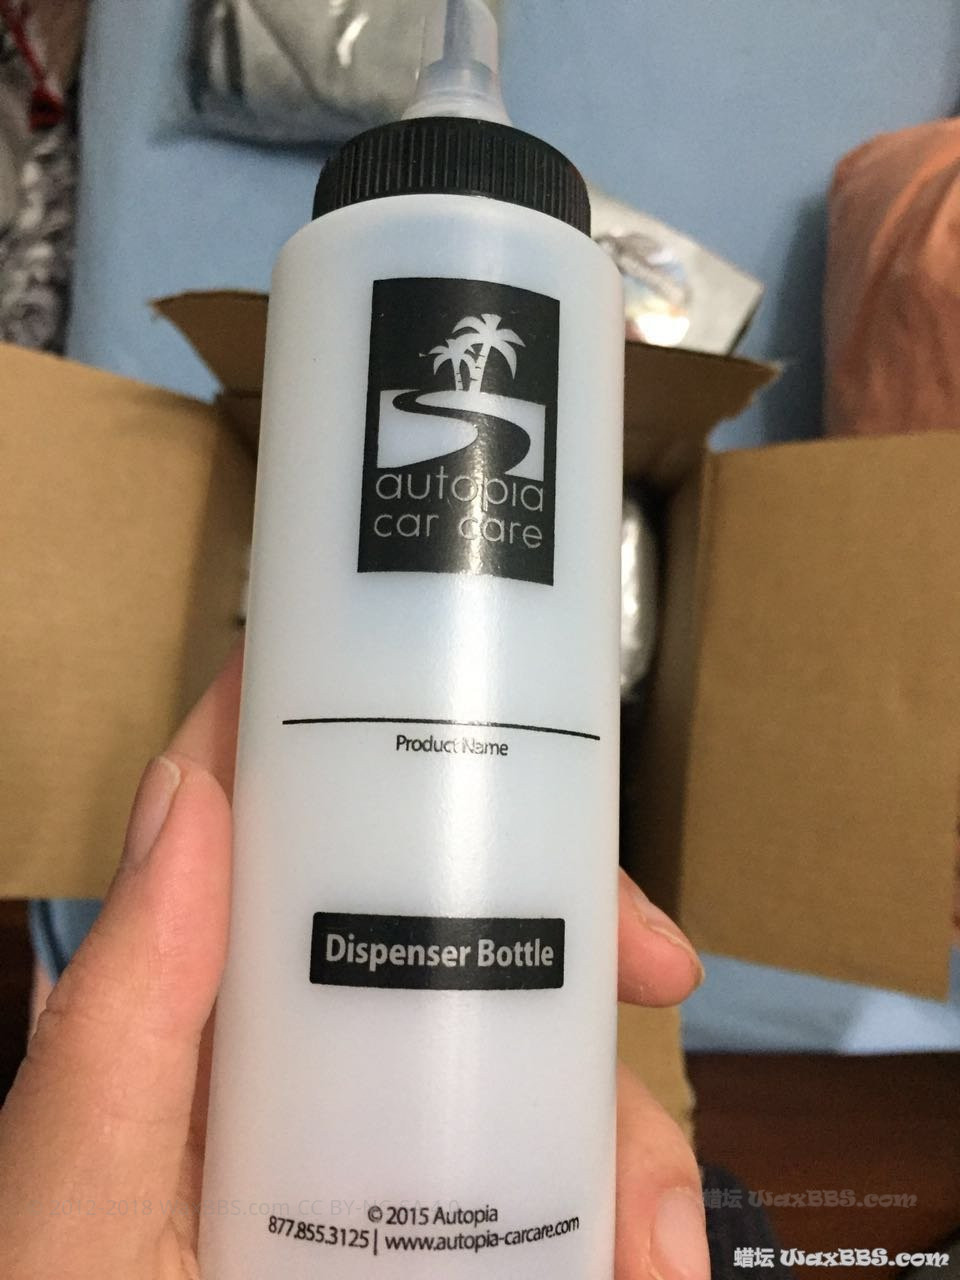 autopia
car care
Product Name
Dispenser Bottle
© 2015 Autopia
877.855.3125 | www.autopia-carcare.com
蜡坛 WaxBBS.com
蜡坛 WaxBBS.com